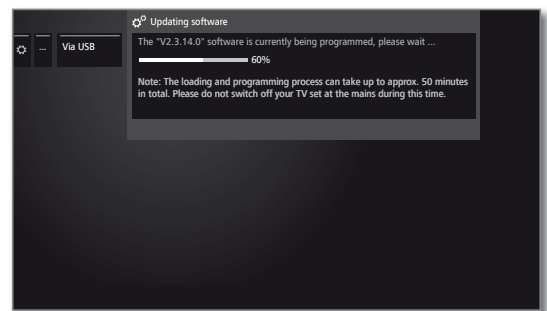 Updating software
... Via USB
The "V2.3.14.0" software is currently being programmed, please wait ...
60%
Note: The loading and programming process can take up to approx. 50 minutes
in total. Please do not switch off your TV set at the mains during this time.